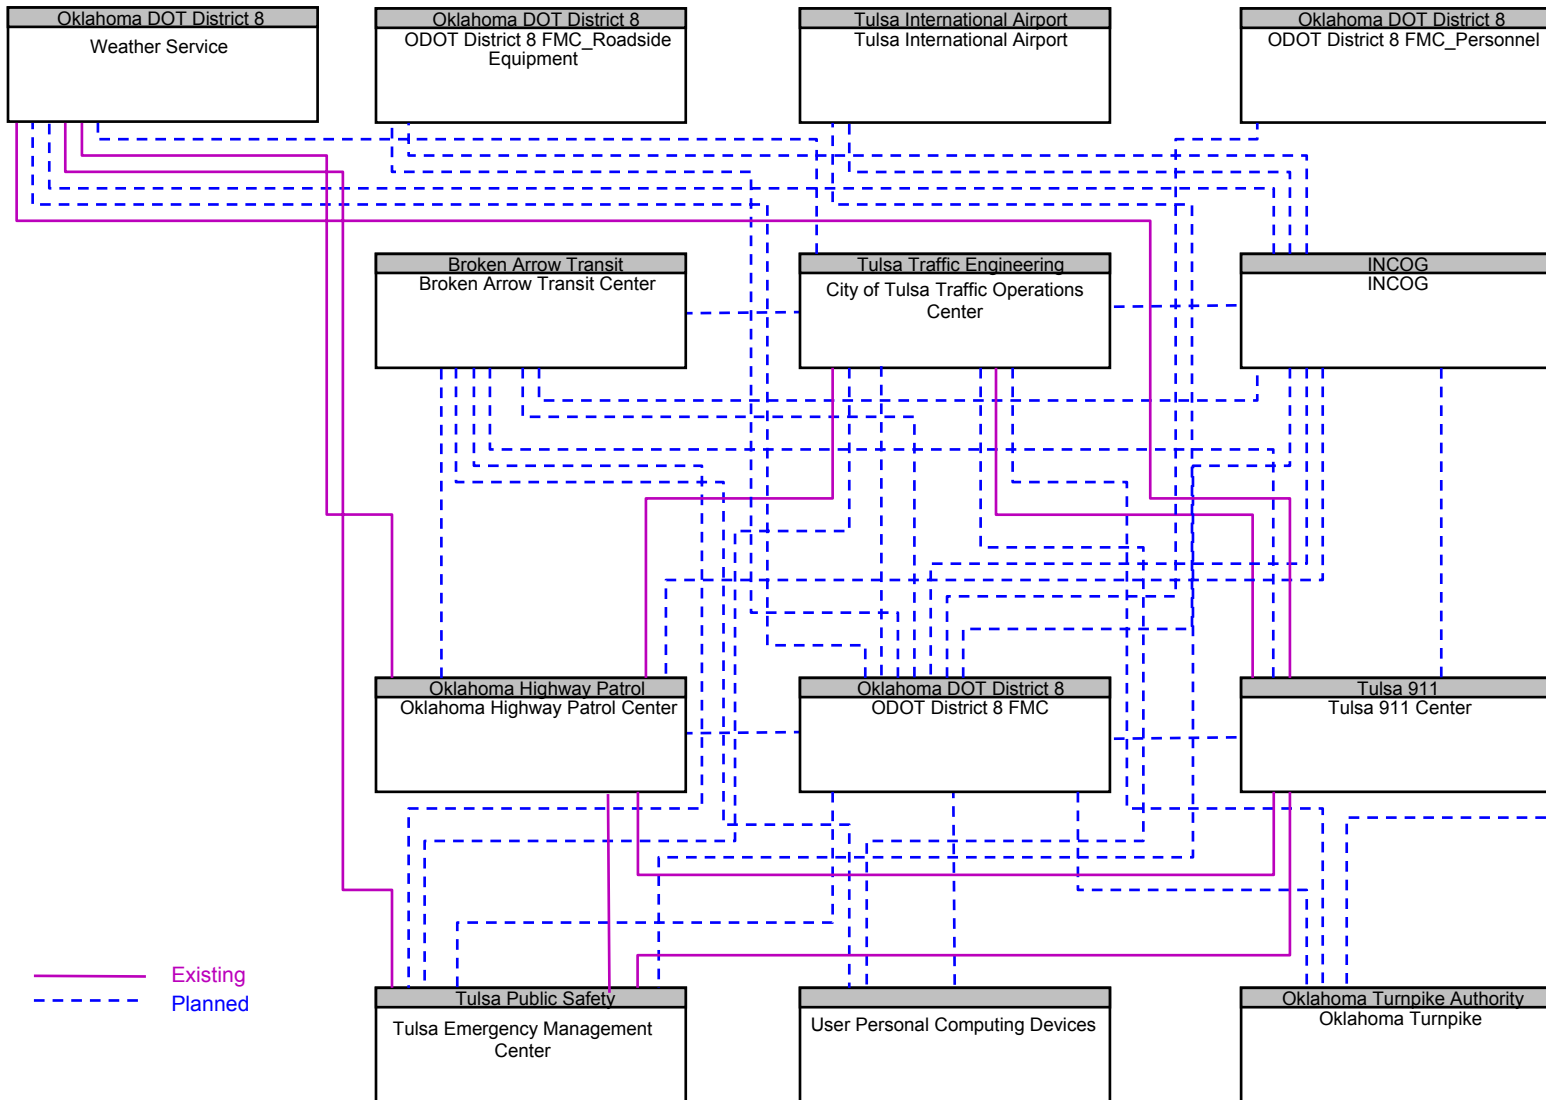 Oklahoma DOT District 8
Weather Service
Oklahoma DOT District 8
ODOT District 8 FMC_Roadside
Equipment
Tulsa International Airport
Tulsa International Airport
Oklahoma DOT District 8
ODOT District 8 FMC_Personnel
Broken Arrow Transit
Broken Arrow Transit Center
Tulsa Traffic Engineering
City of Tulsa Traffic Operations
Center
INCOG
INCOG
Oklahoma Highway Patrol
Oklahoma Highway Patrol Center
Oklahoma DOT District 8
ODOT District 8 FMC
Tulsa 911
Tulsa 911 Center
Existing
Planned
Tulsa Public Safety
Tulsa Emergency Management
Center
User Personal Computing Devices
Oklahoma Turnpike Authority
Oklahoma Turnpike